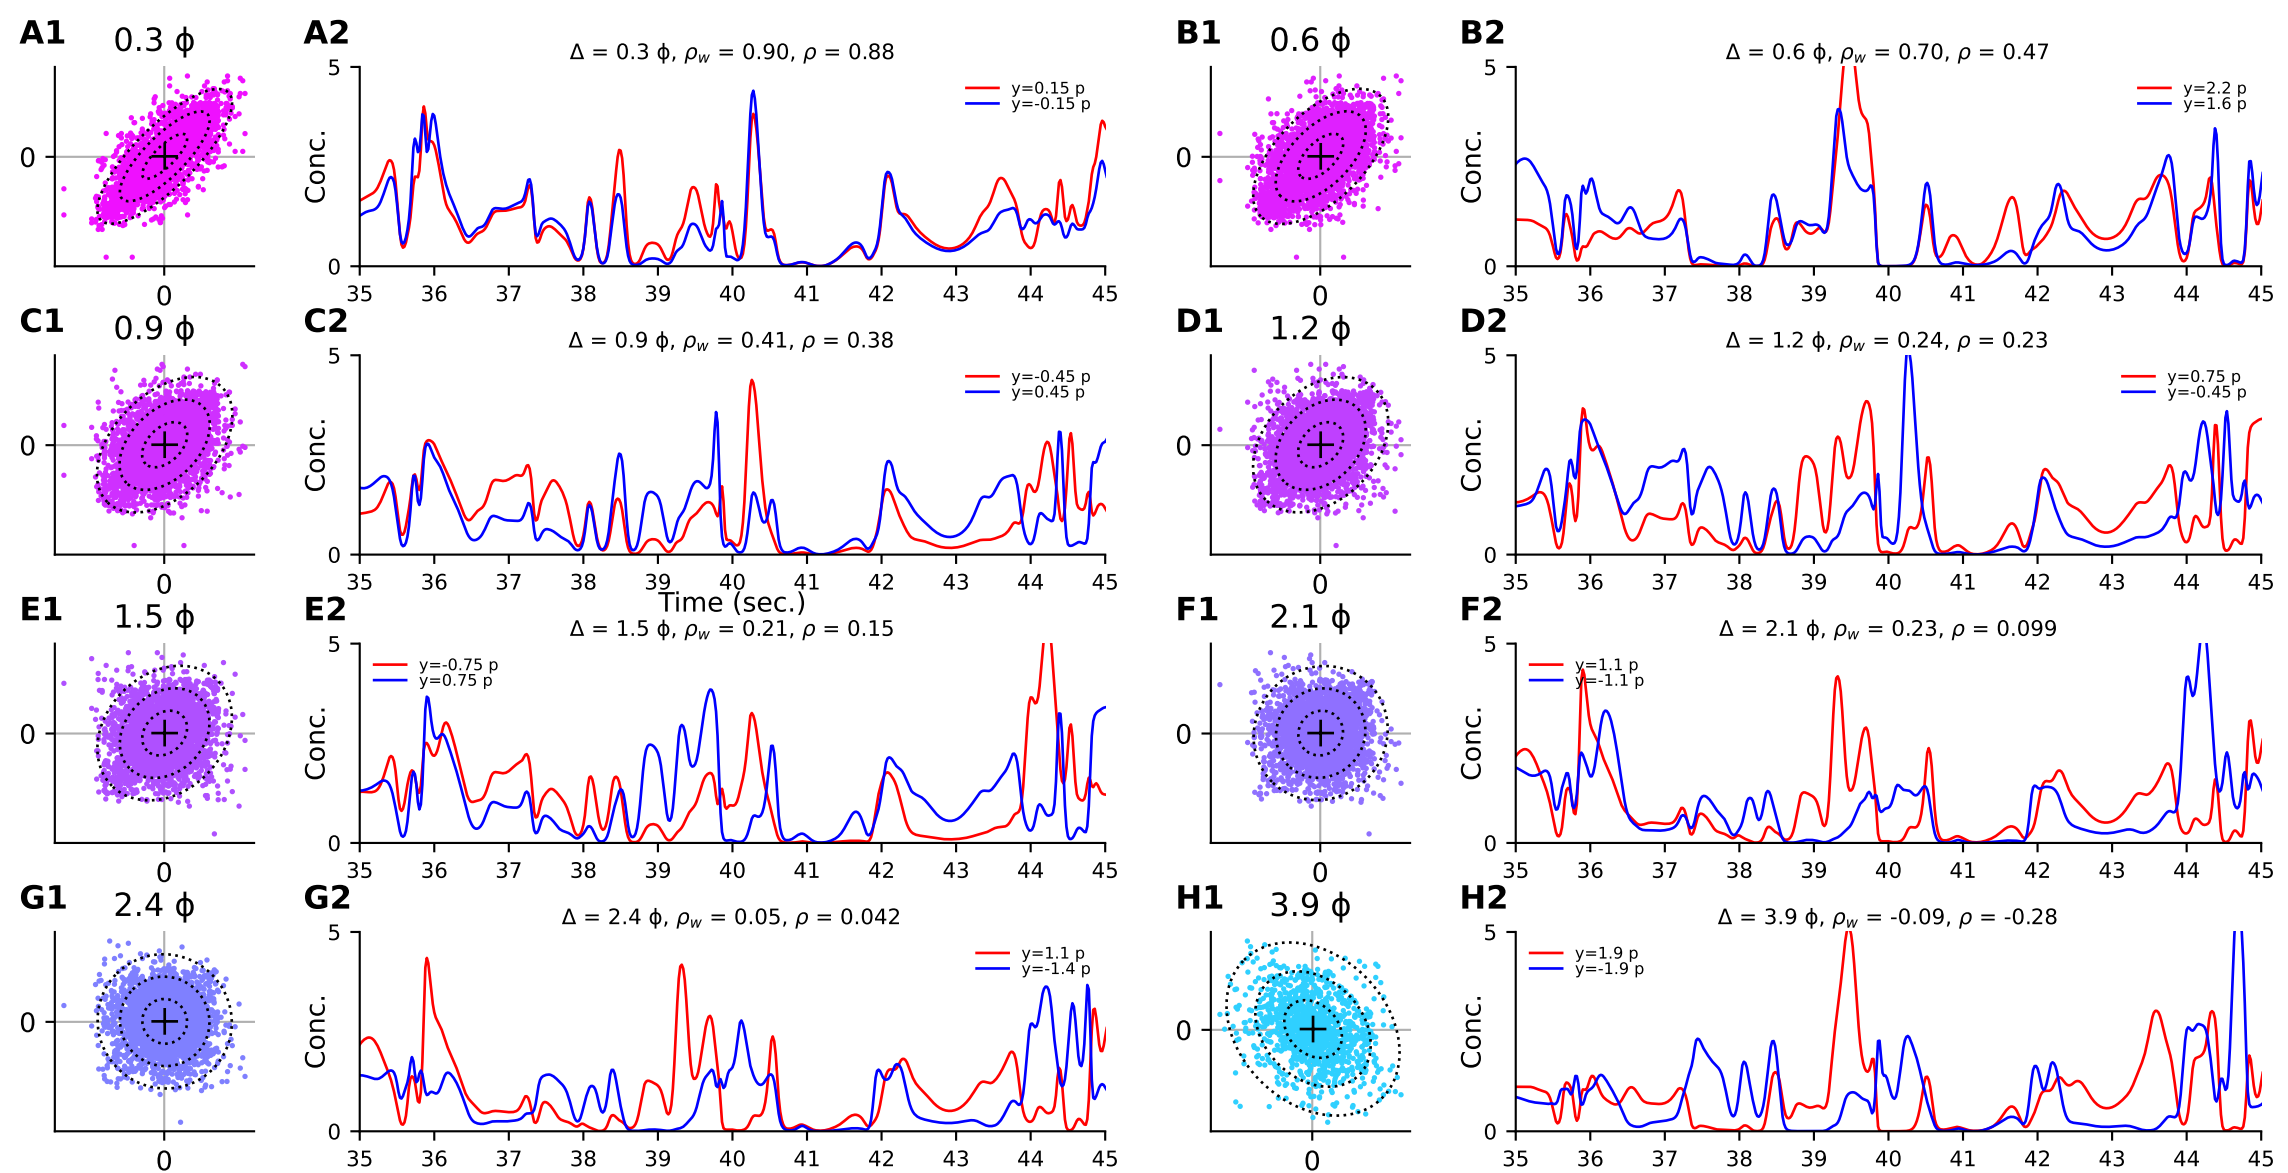 A1 0.3 ϕ
0
0
A2 Δ = 0.3 ϕ, ρw = 0.90, ρ = 0.88
5
0
Conc.
y=0.15 p
y=-0.15 p
35 36 37 38 39 40 41 42 43 44 45
B1 0.6 ϕ
0
0
B2 Δ = 0.6 ϕ, ρw = 0.70, ρ = 0.47
5
0
Conc.
y=2.2 p
y=1.6 p
35 36 37 38 39 40 41 42 43 44 45
C1 0.9 ϕ
0
0
C2 Δ = 0.9 ϕ, ρw = 0.41, ρ = 0.38
5
0
Conc.
y=-0.45 p
y=0.45 p
35 36 37 38 39 40 41 42 43 44 45
Time (sec.)
D1 1.2 ϕ
0
0
D2 Δ = 1.2 ϕ, ρw = 0.24, ρ = 0.23
5
0
Conc.
y=0.75 p
y=-0.45 p
35 36 37 38 39 40 41 42 43 44 45
E1 1.5 ϕ
0
0
E2 Δ = 1.5 ϕ, ρw = 0.21, ρ = 0.15
5
0
Conc.
y=-0.75 p
y=0.75 p
35 36 37 38 39 40 41 42 43 44 45
F1 2.1 ϕ
0
0
F2 Δ = 2.1 ϕ, ρw = 0.23, ρ = 0.099
5
0
Conc.
y=1.1 p
y=-1.1 p
35 36 37 38 39 40 41 42 43 44 45
G1 2.4 ϕ
0
0
G2 Δ = 2.4 ϕ, ρw = 0.05, ρ = 0.042
5
0
Conc.
y=1.1 p
y=-1.4 p
35 36 37 38 39 40 41 42 43 44 45
H1 3.9 ϕ
0
0
H2 Δ = 3.9 ϕ, ρw = -0.09, ρ = -0.28
5
0
Conc.
y=1.9 p
y=-1.9 p
35 36 37 38 39 40 41 42 43 44 45